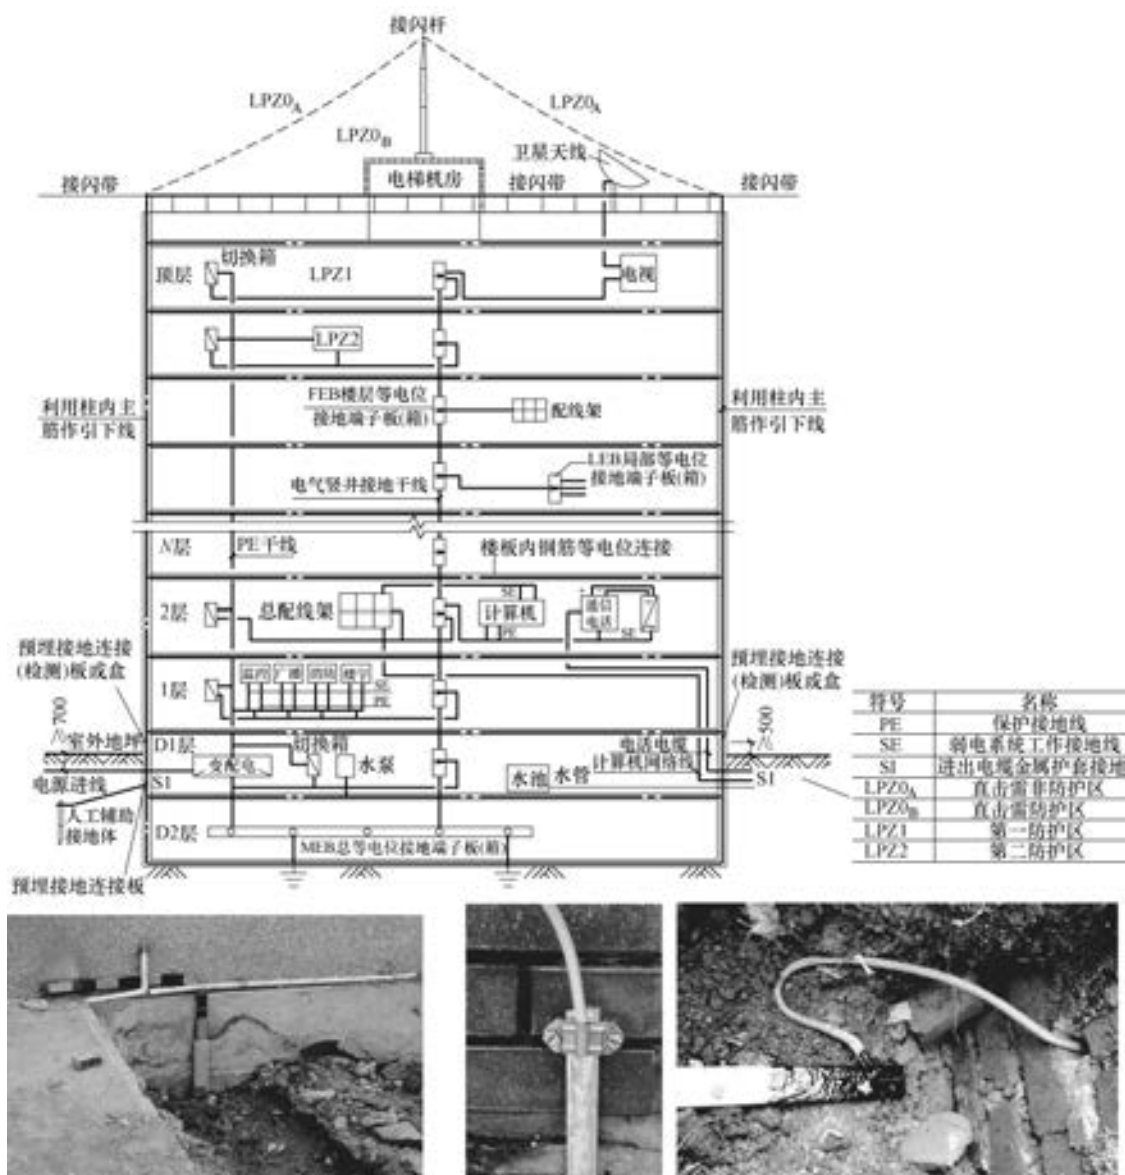 接闪杆
LPZ0A
LPZ0A
LPZ0B
卫星天线
电梯机房
接闪带
接闪带
接闪带
切换箱
顶层
LPZ1
电视
LPZ2
FEB楼层等电位
接地端子板(箱)
配线架
利用柱内主
筋作引下线
利用柱内主
筋作引下线
LEB局部等电位
接地端子板(箱)
电气竖井接地干线
N层
PE干线
楼板内钢筋等电位连接
2层
总配线架
SE
计算机
PE
通信
电话
SE
预埋接地连接
(检测)板或盒
预埋接地连接
(检测)板或盒
1层
监控
广播
消防
楼宇
SE
PE
700
500
室外地坪
D1层
切换箱
变配电
水泵
电话电缆
计算机网络线
水池
水管
SI
电源进线
SI
人工辅助
接地体
D2层
MEB总等电位接地端子板(箱)
预埋接地连接板
符号 名称
PE 保护接地线
SE 弱电系统工作接地线
SI 进出电缆金属护套接地
LPZ0A 直击雷非防护区
LPZ0B 直击雷防护区
LPZ1 第一防护区
LPZ2 第二防护区